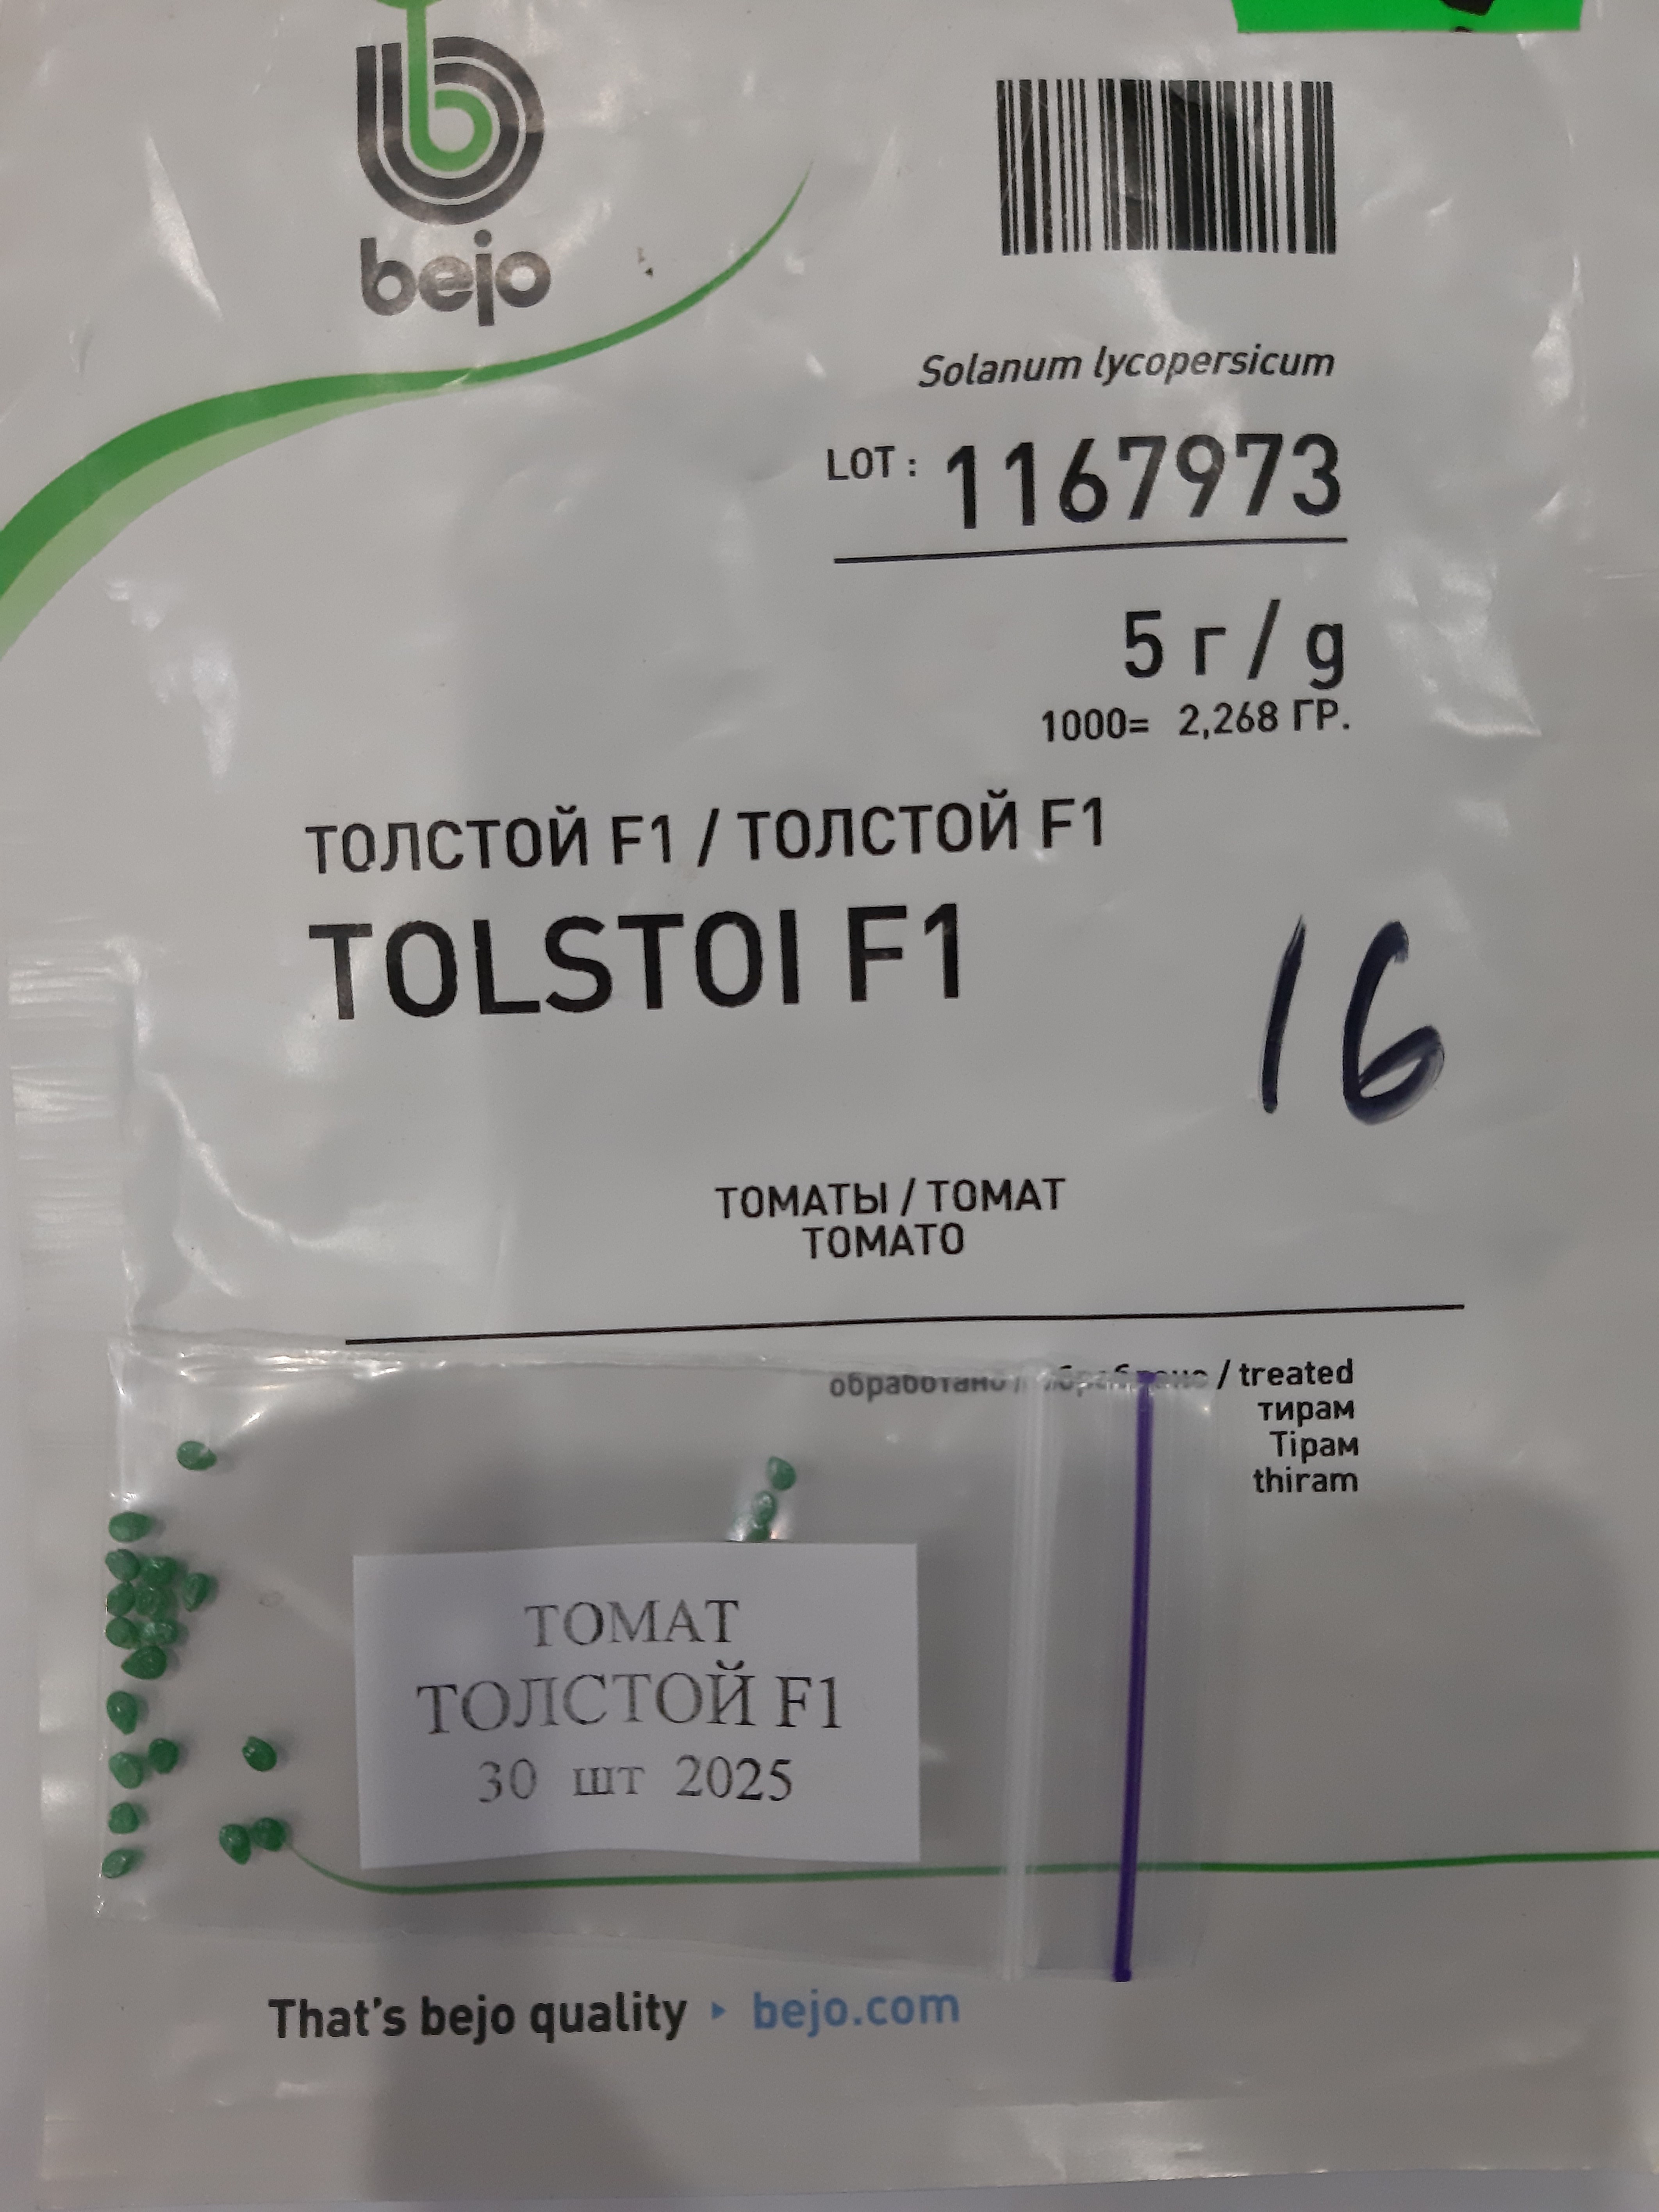 bejo
Solanum lycopersicum
LOT : 1167973
5 г / g
1000= 2,268 ГР.
ТОЛСТОЙ F1 / ТОЛСТОЙ F1
TOLSTOI F1
16
ТОМАТЫ / ТОМАТ
TOMATO
обработано / / treated
тирам
Тірам
thiram
ТОМАТ
ТОЛСТОЙ F1
30 шт 2025
That's bejo quality ▸ bejo.com